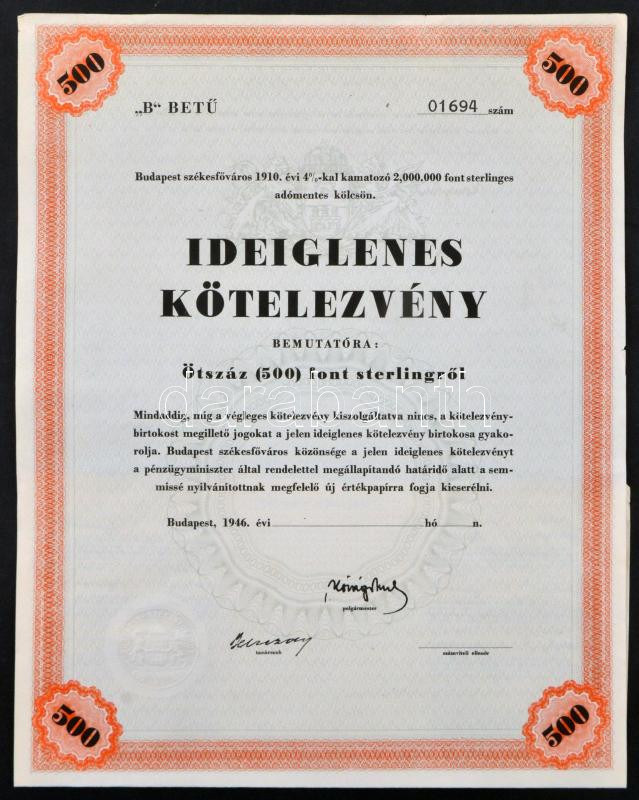 500 500
„B“ BETŰ 01694 szám
Budapest székesfőváros 1910. évi 4%-kal kamatozó 2,000.000 font sterlinges
adómentes kölcsön.
IDEIGLENES
KÖTELEZVÉNY
BEMUTATÓRA:
Ötszáz (500) font sterlingről
darabanth
Mindaddig, míg a végleges kötelezvény kiszolgáltatva nincs, a kötelezvény-
birtokost megillető jogokat a jelen ideiglenes kötelezvény birtokosa gyako-
rolja. Budapest székesfőváros közönsége a jelen ideiglenes kötelezvényt
a pénzügyminiszter által rendelettel megállapítandó határidő alatt a sem-
missé nyilvánítottnak megfelelő új értékpapírra fogja kicserélni.
Budapest, 1946. évi hó n.
polgármester
tanácsnok számvitelis ellenőr
500 500